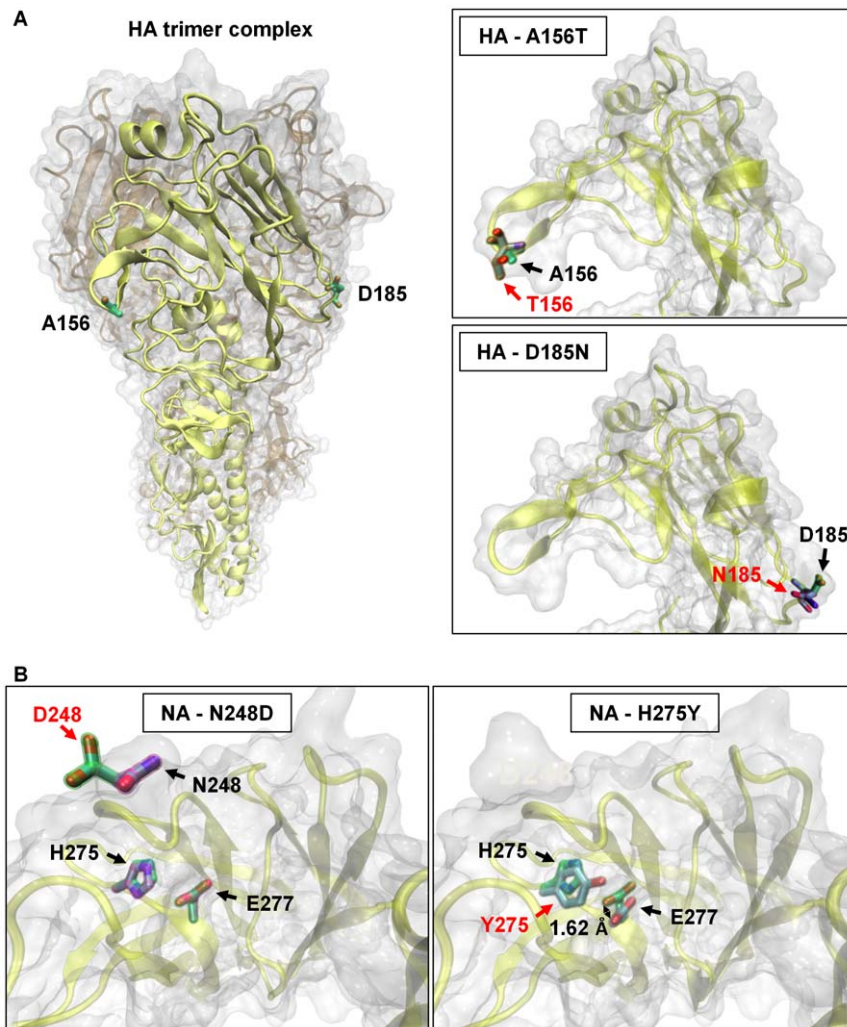 A
HA trimer complex
A156
D185
HA - A156T
A156
T156
HA - D185N
D185
N185
B
NA - N248D
D248
N248
H275
E277
NA - H275Y
H275
Y275
1.62 Å
E277